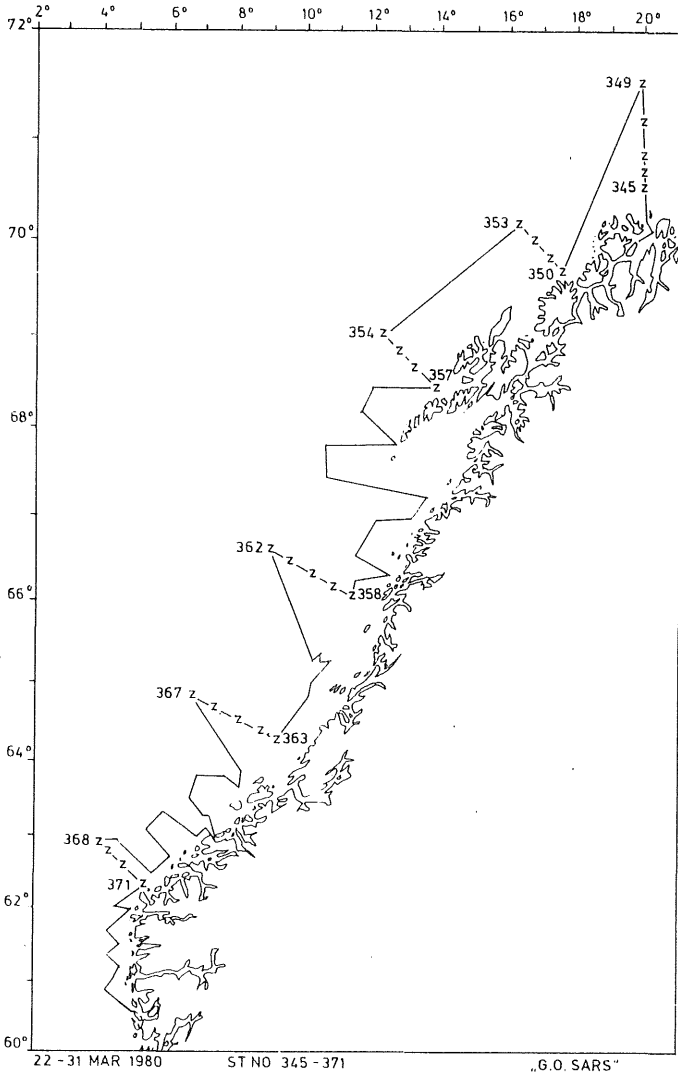 2° 4° 6° 8° 10° 12° 14° 16° 18° 20°
72°
349 z
z
z
z
z
345 z
353 z
z
70°
z
350 z
354 z
z
z
357
z
68°
362 z
z
z
z
z 358
66°
367 z
z
z
z
z 363
64°
368 z
z
z
371 z
62°
60°
22 - 31 MAR 1980 ST NO 345 - 371 „G.O. SARS“